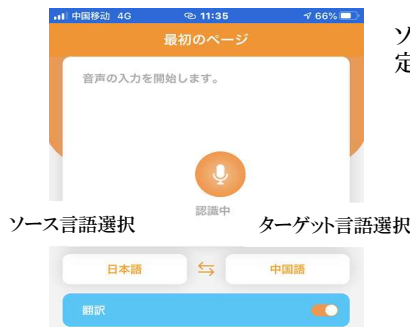 中国移动 4G 11:35 66%
最初のページ
ソ
定
音声の入力を開始します。
認識中
ソース言語選択 ターゲット言語選択
日本語 中国語
翻訳